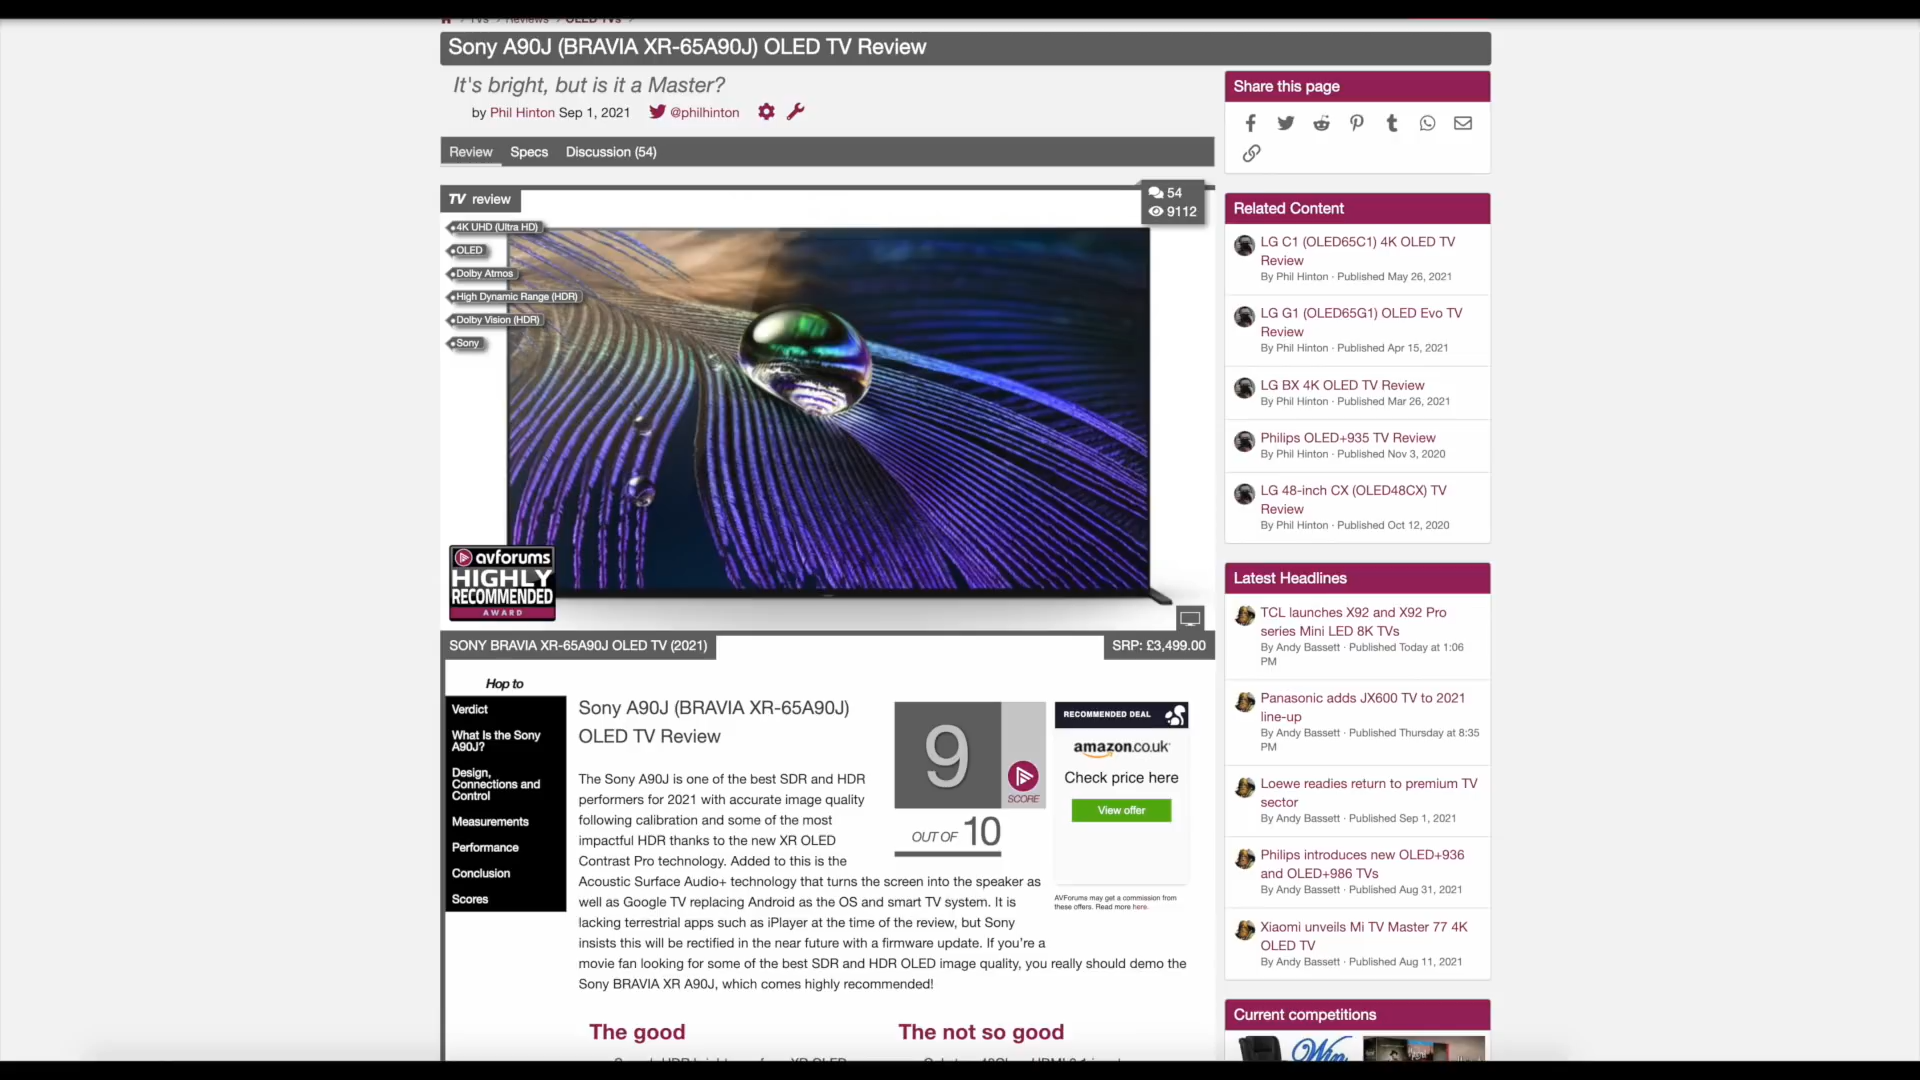 TVs > Reviews > OLED TVs >
Sony A90J (BRAVIA XR-65A90J) OLED TV Review
It's bright, but is it a Master?
by Phil Hinton Sep 1, 2021 @philhinton
Review Specs Discussion (54)
TV review
54
9112
4K UHD (Ultra HD)
OLED
Dolby Atmos
High Dynamic Range (HDR)
Dolby Vision (HDR)
Sony
avforums
HIGHLY
RECOMMENDED
AWARD
SONY BRAVIA XR-65A90J OLED TV (2021)
SRP: £3,499.00
Hop to
Verdict
What Is the Sony
A90J?
Design,
Connections and
Control
Measurements
Performance
Conclusion
Scores
Sony A90J (BRAVIA XR-65A90J)
OLED TV Review
The Sony A90J is one of the best SDR and HDR
performers for 2021 with accurate image quality
following calibration and some of the most
impactful HDR thanks to the new XR OLED
Contrast Pro technology. Added to this is the
Acoustic Surface Audio+ technology that turns the screen into the speaker as
well as Google TV replacing Android as the OS and smart TV system. It is
lacking terrestrial apps such as iPlayer at the time of the review, but Sony
insists this will be rectified in the near future with a firmware update. If you're a
movie fan looking for some of the best SDR and HDR OLED image quality, you really should demo the
Sony BRAVIA XR A90J, which comes highly recommended!
9
SCORE
OUT OF 10
RECOMMENDED DEAL
amazon.co.uk
Check price here
View offer
AVForums may get a commission from
these offers. Read more here.
The good
The not so good
Share this page
Related Content
LG C1 (OLED65C1) 4K OLED TV
Review
By Phil Hinton · Published May 26, 2021
LG G1 (OLED65G1) OLED Evo TV
Review
By Phil Hinton · Published Apr 15, 2021
LG BX 4K OLED TV Review
By Phil Hinton · Published Mar 26, 2021
Philips OLED+935 TV Review
By Phil Hinton · Published Nov 3, 2020
LG 48-inch CX (OLED48CX) TV
Review
By Phil Hinton · Published Oct 12, 2020
Latest Headlines
TCL launches X92 and X92 Pro
series Mini LED 8K TVs
By Andy Bassett · Published Today at 1:06
PM
Panasonic adds JX600 TV to 2021
line-up
By Andy Bassett · Published Thursday at 8:35
PM
Loewe readies return to premium TV
sector
By Andy Bassett · Published Sep 1, 2021
Philips introduces new OLED+936
and OLED+986 TVs
By Andy Bassett · Published Aug 31, 2021
Xiaomi unveils Mi TV Master 77 4K
OLED TV
By Andy Bassett · Published Aug 11, 2021
Current competitions
Win